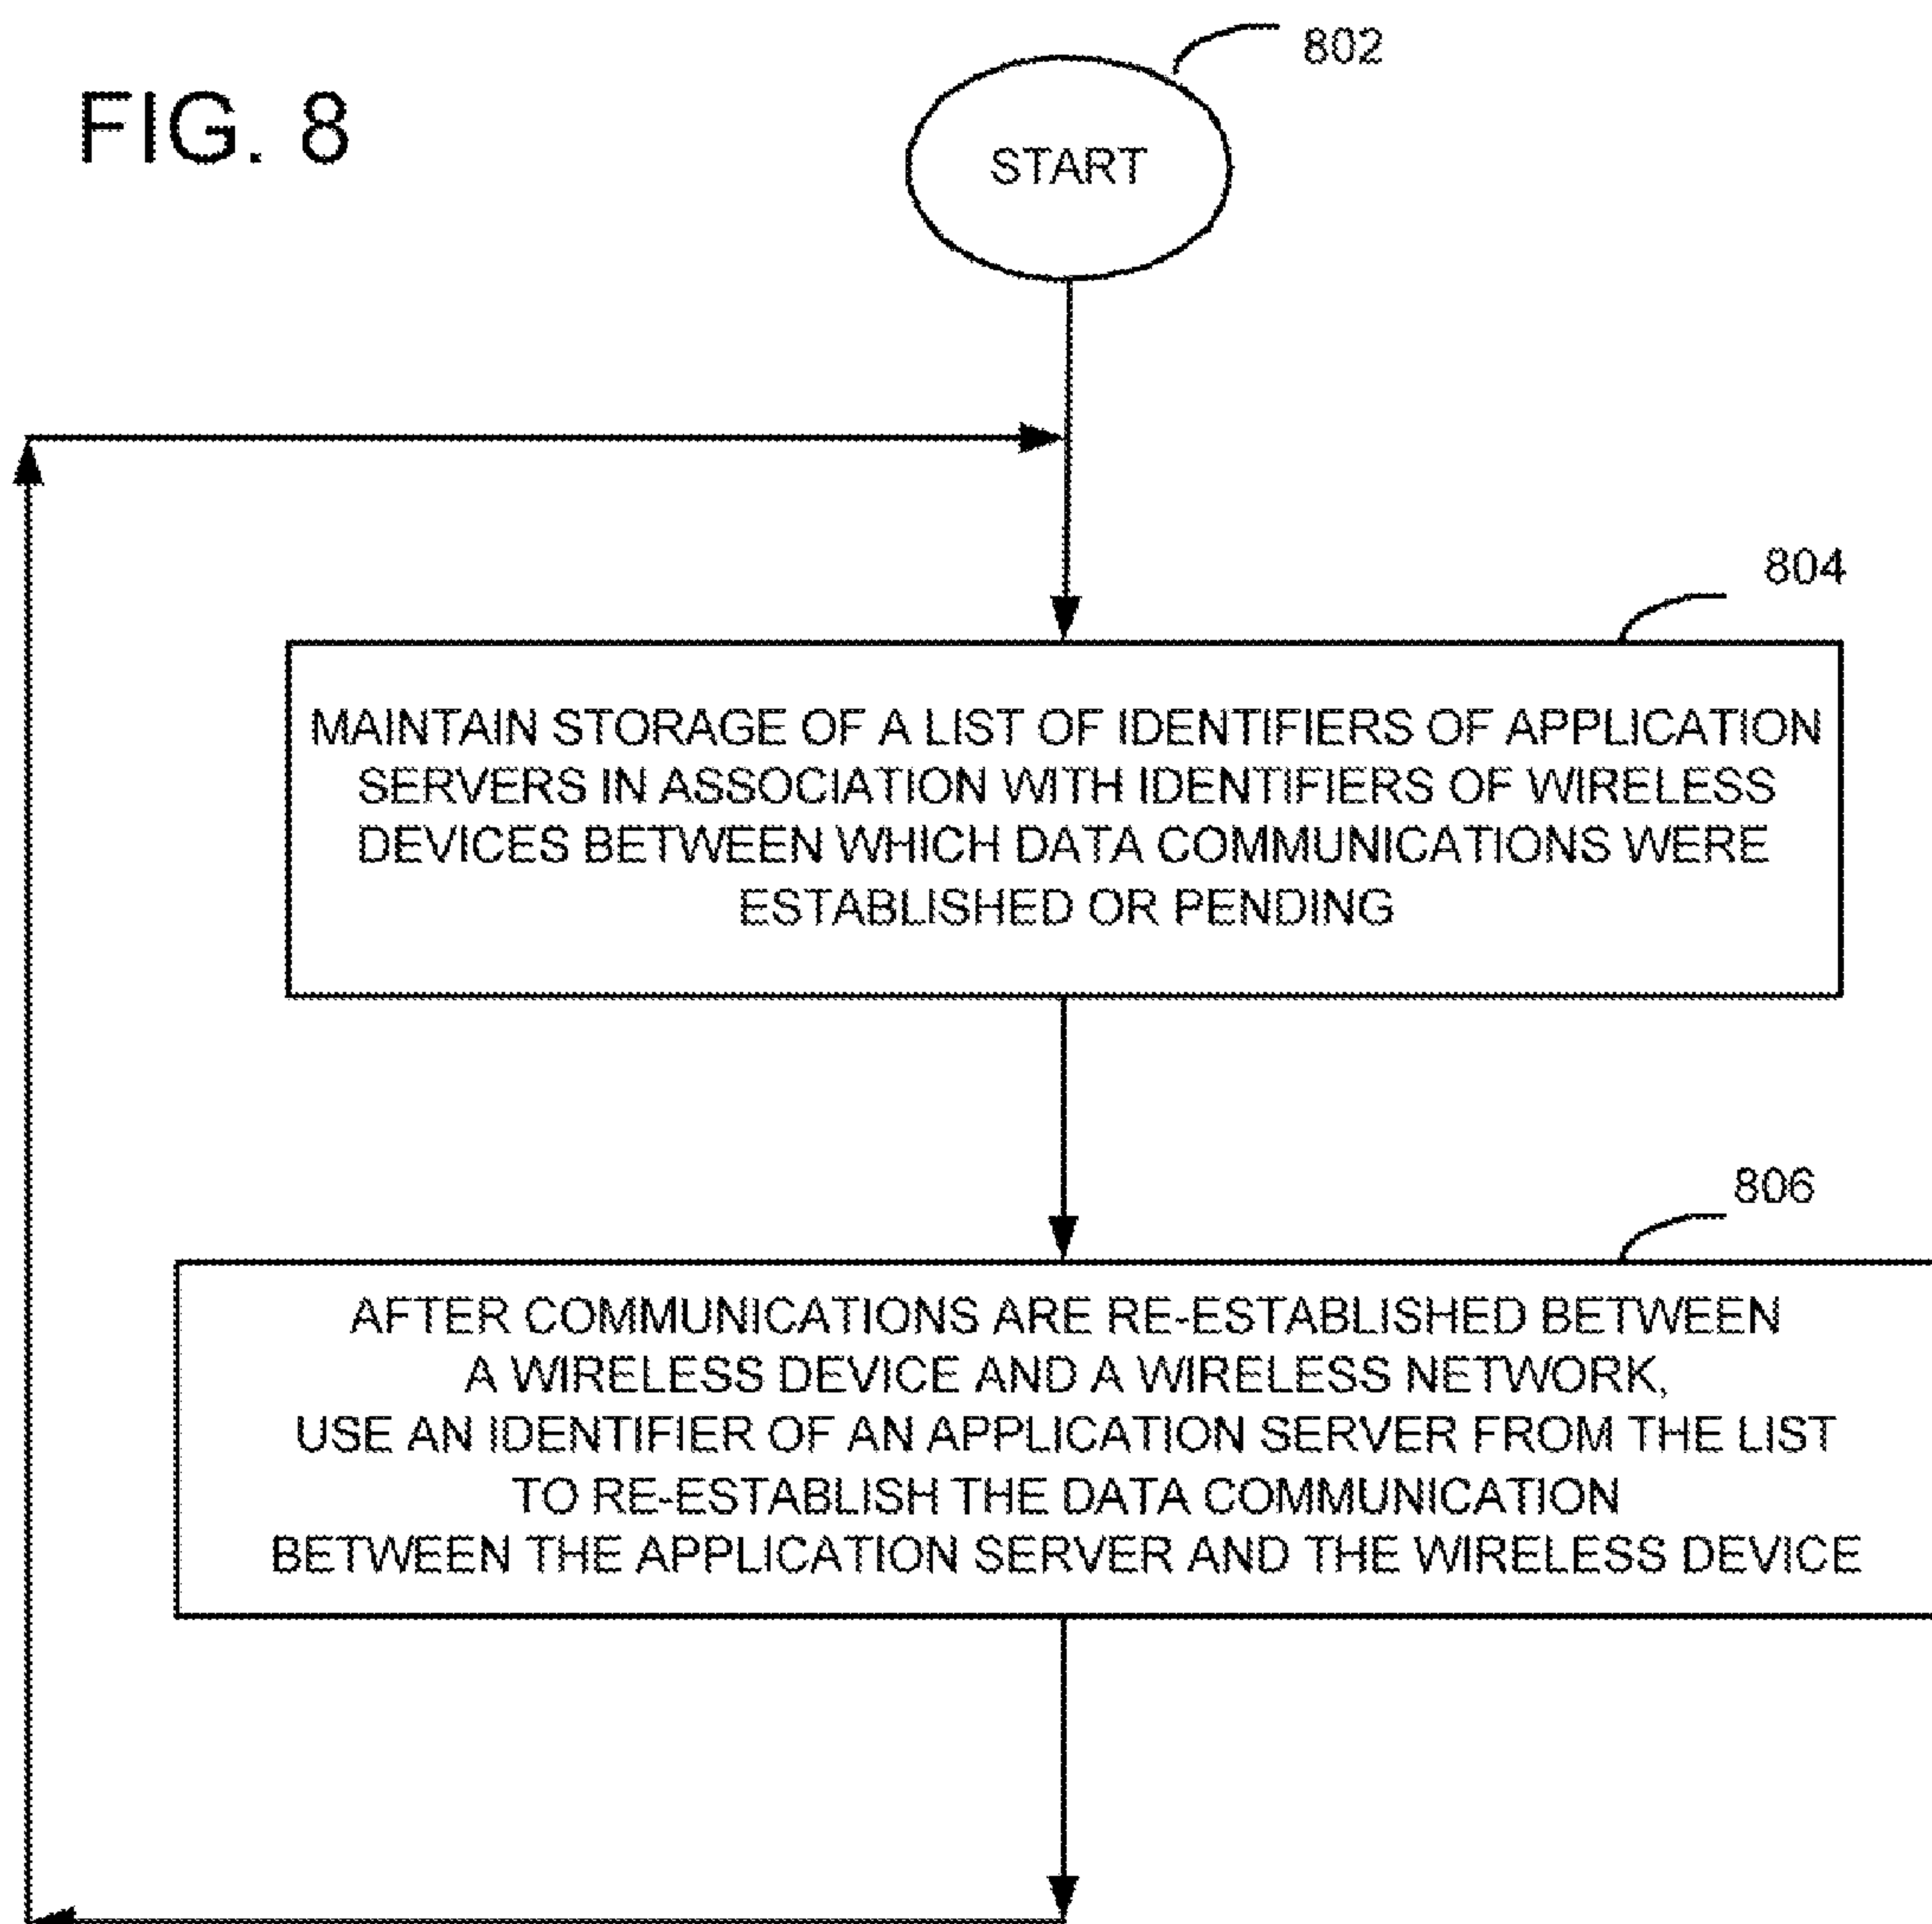 FIG. 8
802
START
804
MAINTAIN STORAGE OF A LIST OF IDENTIFIERS OF APPLICATION
SERVERS IN ASSOCIATION WITH IDENTIFIERS OF WIRELESS
DEVICES BETWEEN WHICH DATA COMMUNICATIONS WERE
ESTABLISHED OR PENDING
806
AFTER COMMUNICATIONS ARE RE-ESTABLISHED BETWEEN
A WIRELESS DEVICE AND A WIRELESS NETWORK,
USE AN IDENTIFIER OF AN APPLICATION SERVER FROM THE LIST
TO RE-ESTABLISH THE DATA COMMUNICATION
BETWEEN THE APPLICATION SERVER AND THE WIRELESS DEVICE